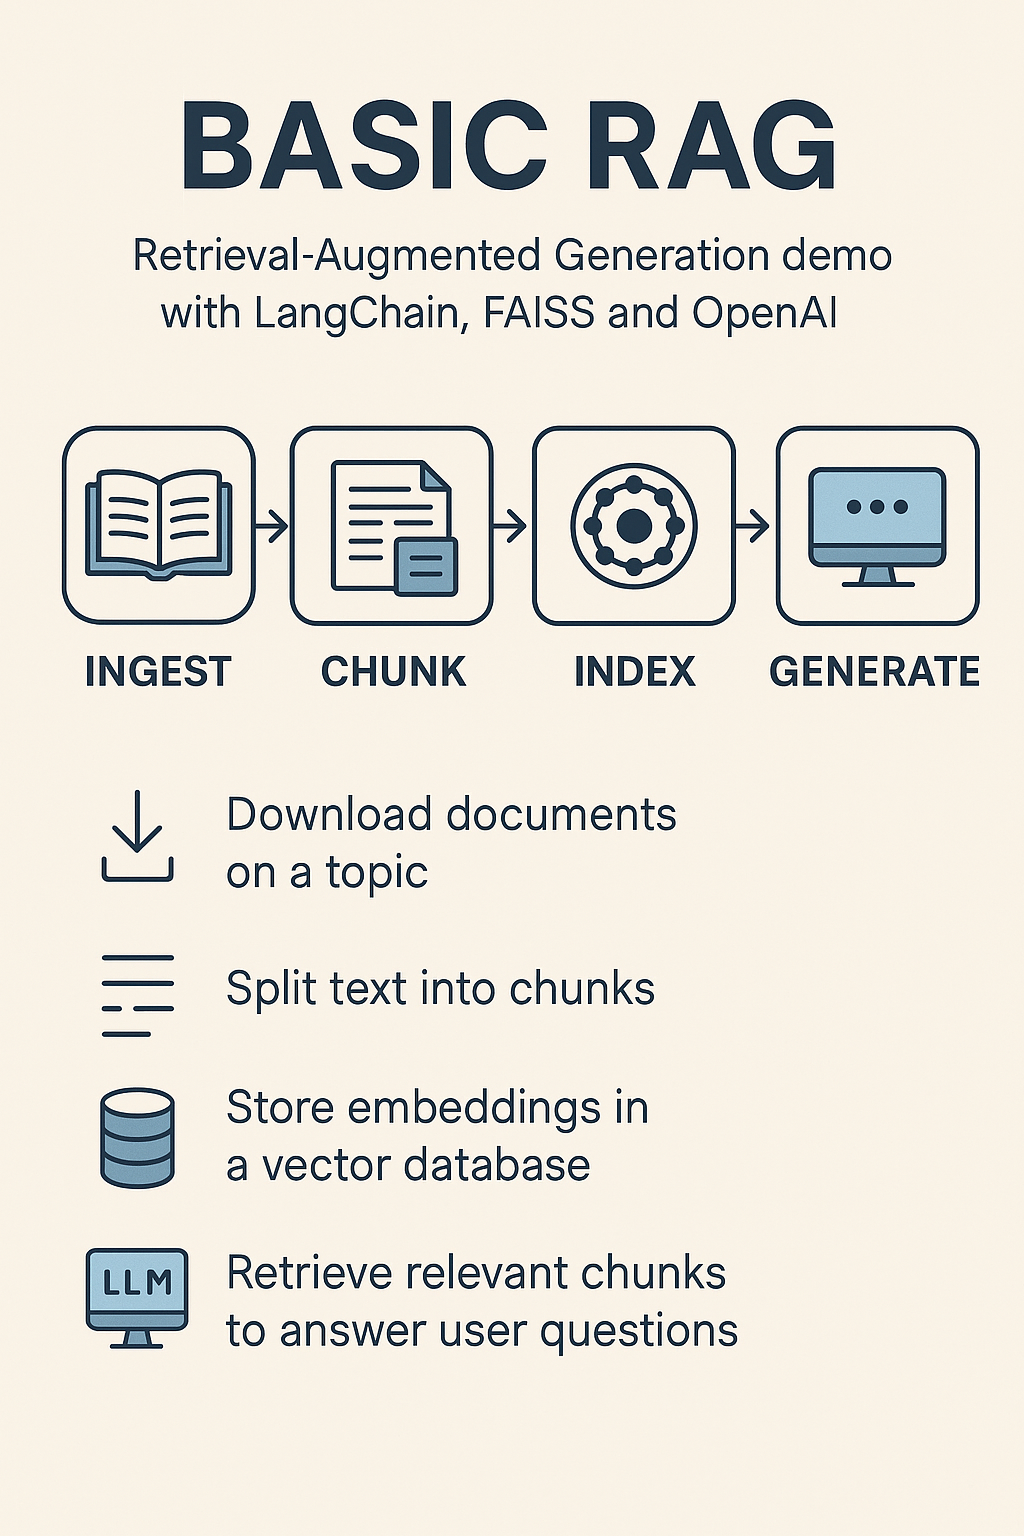 BASIC RAG
Retrieval-Augmented Generation demo
with LangChain, FAISS and OpenAI
INGEST
CHUNK
INDEX
GENERATE
Download documents
on a topic
Split text into chunks
Store embeddings in
a vector database
LLM
Retrieve relevant chunks
to answer user questions